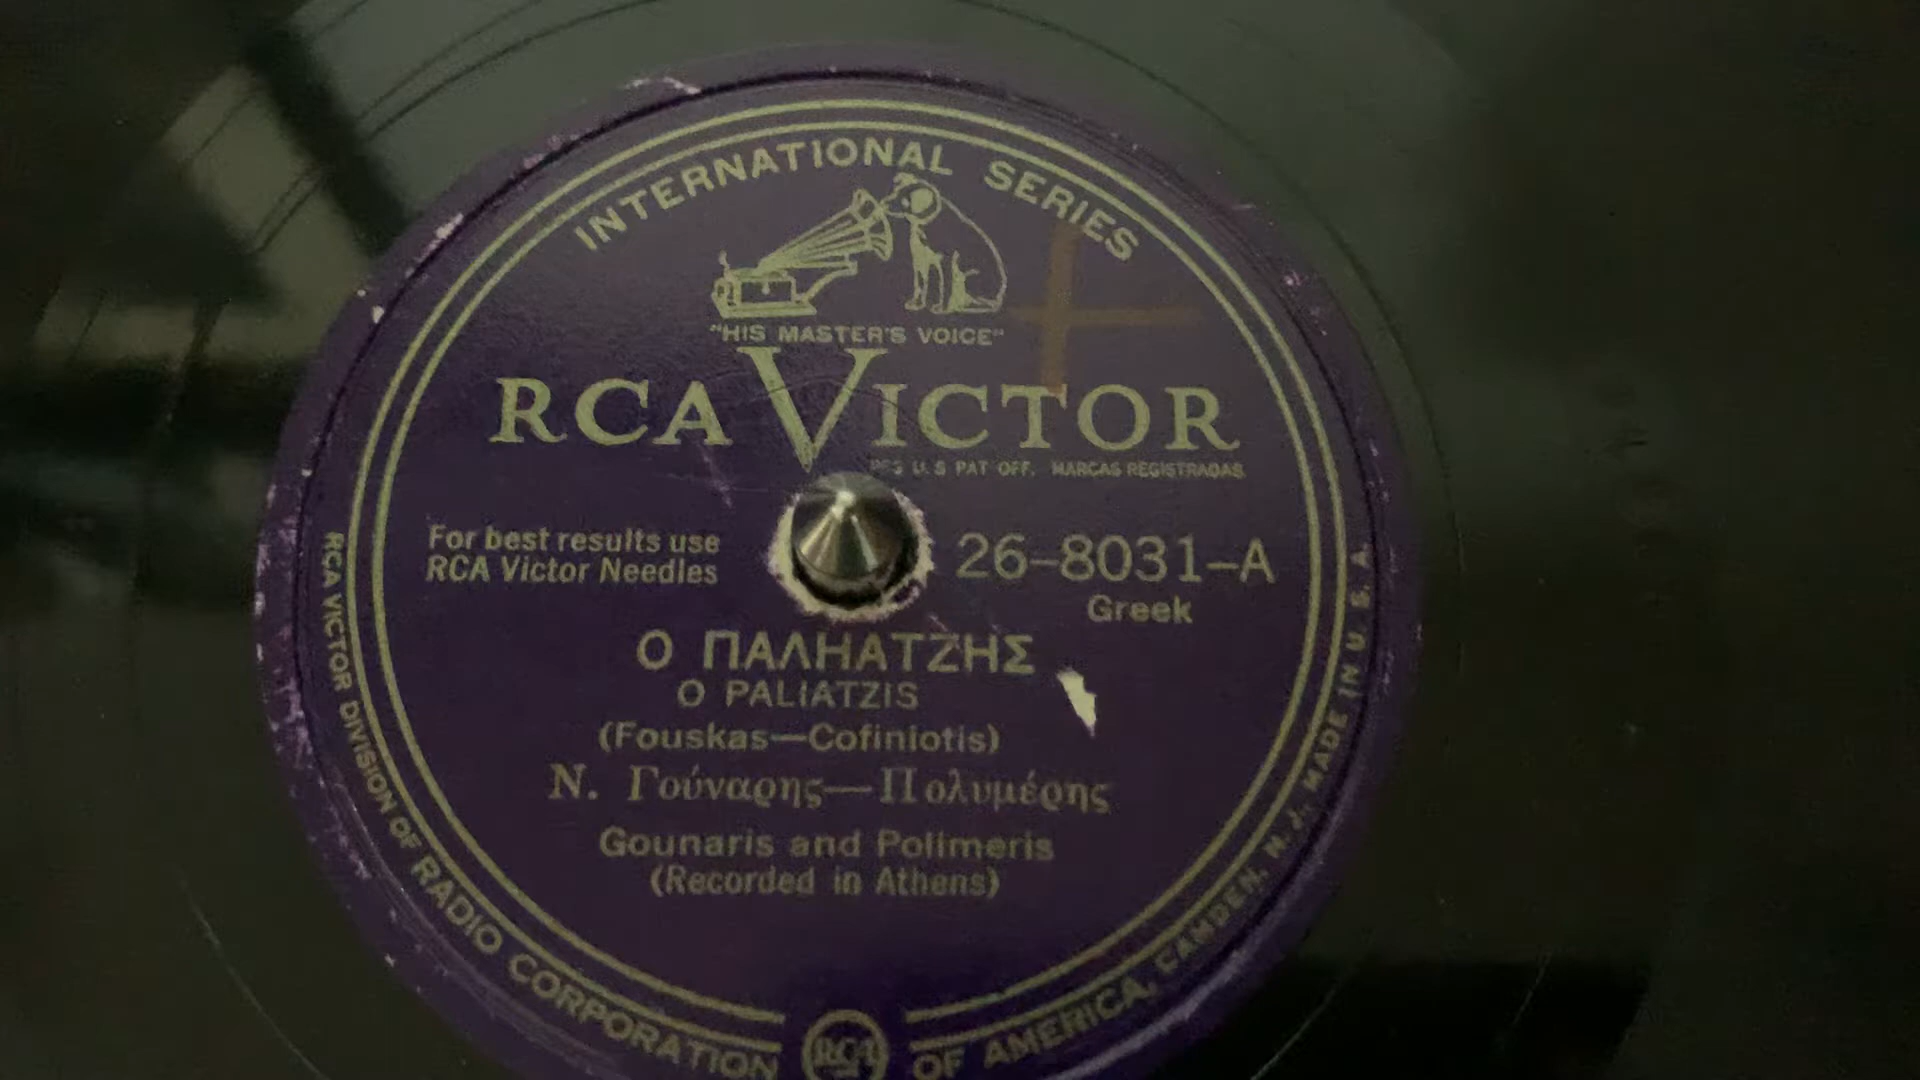 INTERNATIONAL SERIES
"HIS MASTER'S VOICE"
RCA VICTOR
REG U.S PAT OFF. MARCAS REGISTRADAS
For best results use
RCA Victor Needles
26-8031-A
Greek
Ο ΠΑΛΗΑΤΖΗΣ
O PALIATZIS
(Fouskas—Cofiniotis)
Ν. Γούναρης—Πολυμέρης
Gounaris and Polimeris
(Recorded in Athens)
RCA VICTOR DIVISION OF RADIO CORPORATION OF AMERICA, CAMDEN, N. J., MADE IN U. S. A.
RCA